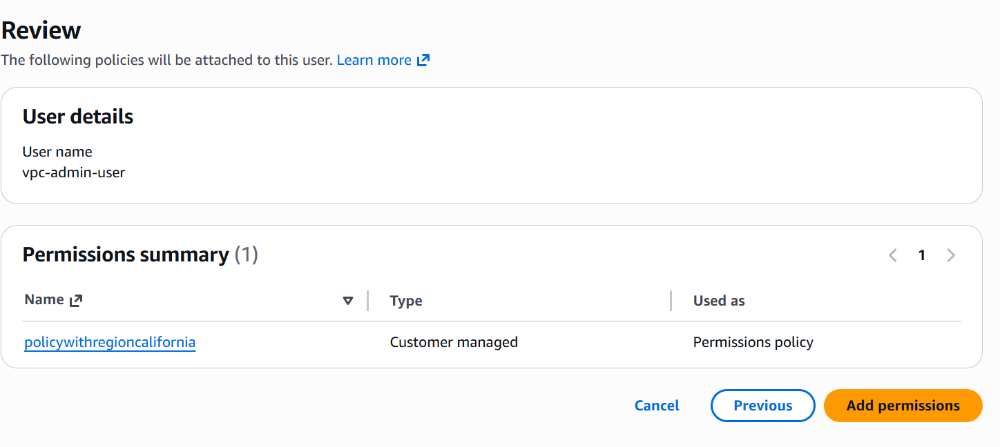 Review
The following policies will be attached to this user. Learn more
User details
User name
vpc-admin-user
Permissions summary (1)
1
Name Type Used as
policywithregioncalifornia Customer managed Permissions policy
Cancel Previous Add permissions